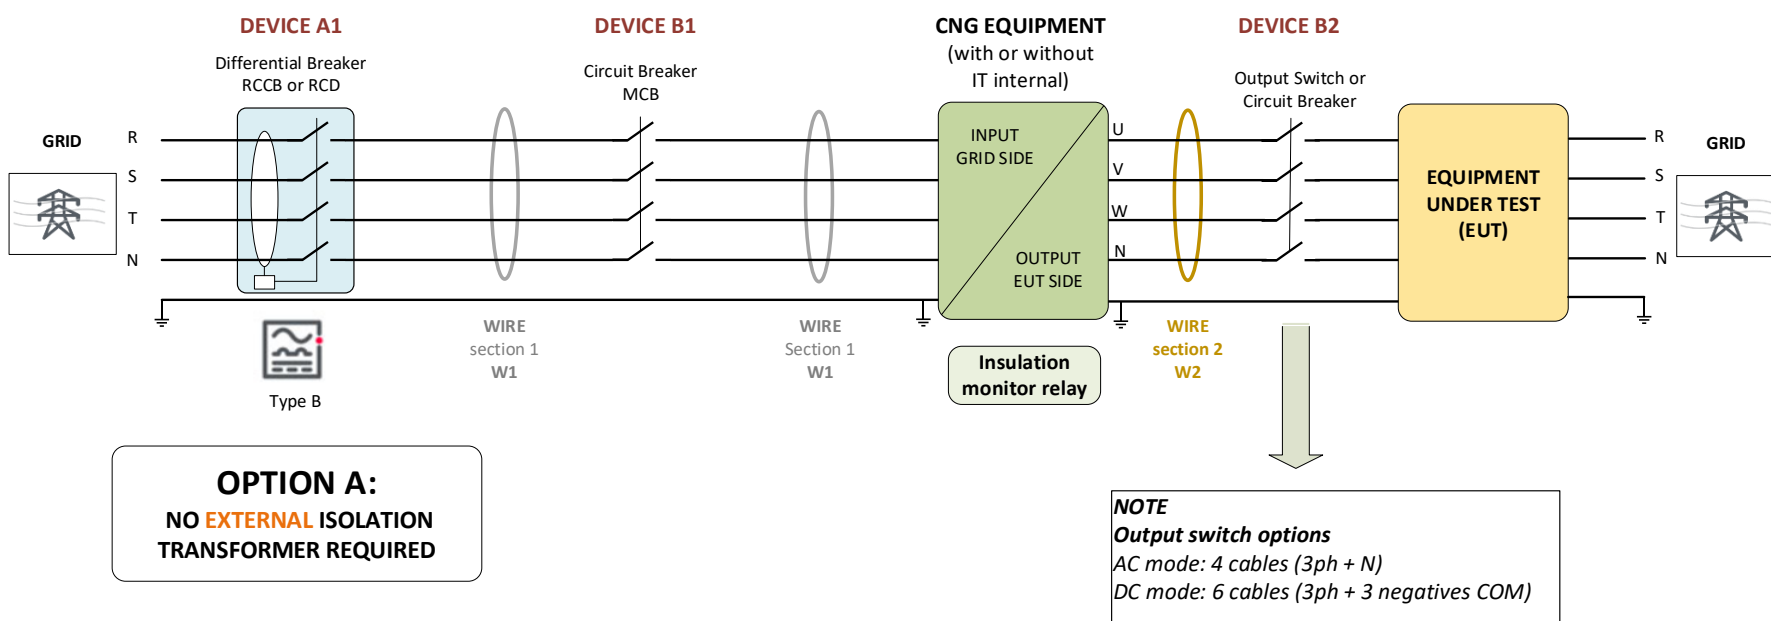 DEVICE A1
Differential Breaker
RCCB or RCD
DEVICE B1
Circuit Breaker
MCB
CNG EQUIPMENT
(with or without
IT internal)
DEVICE B2
Output Switch or
Circuit Breaker
GRID
R
S
T
N
INPUT
GRID SIDE
OUTPUT
EUT SIDE
U
V
W
N
EQUIPMENT
UNDER TEST
(EUT)
R
S
T
N
GRID
Type B
WIRE
section 1
W1
WIRE
Section 1
W1
Insulation
monitor relay
WIRE
section 2
W2
OPTION A:
NO EXTERNAL ISOLATION
TRANSFORMER REQUIRED
NOTE
Output switch options
AC mode: 4 cables (3ph + N)
DC mode: 6 cables (3ph + 3 negatives COM)